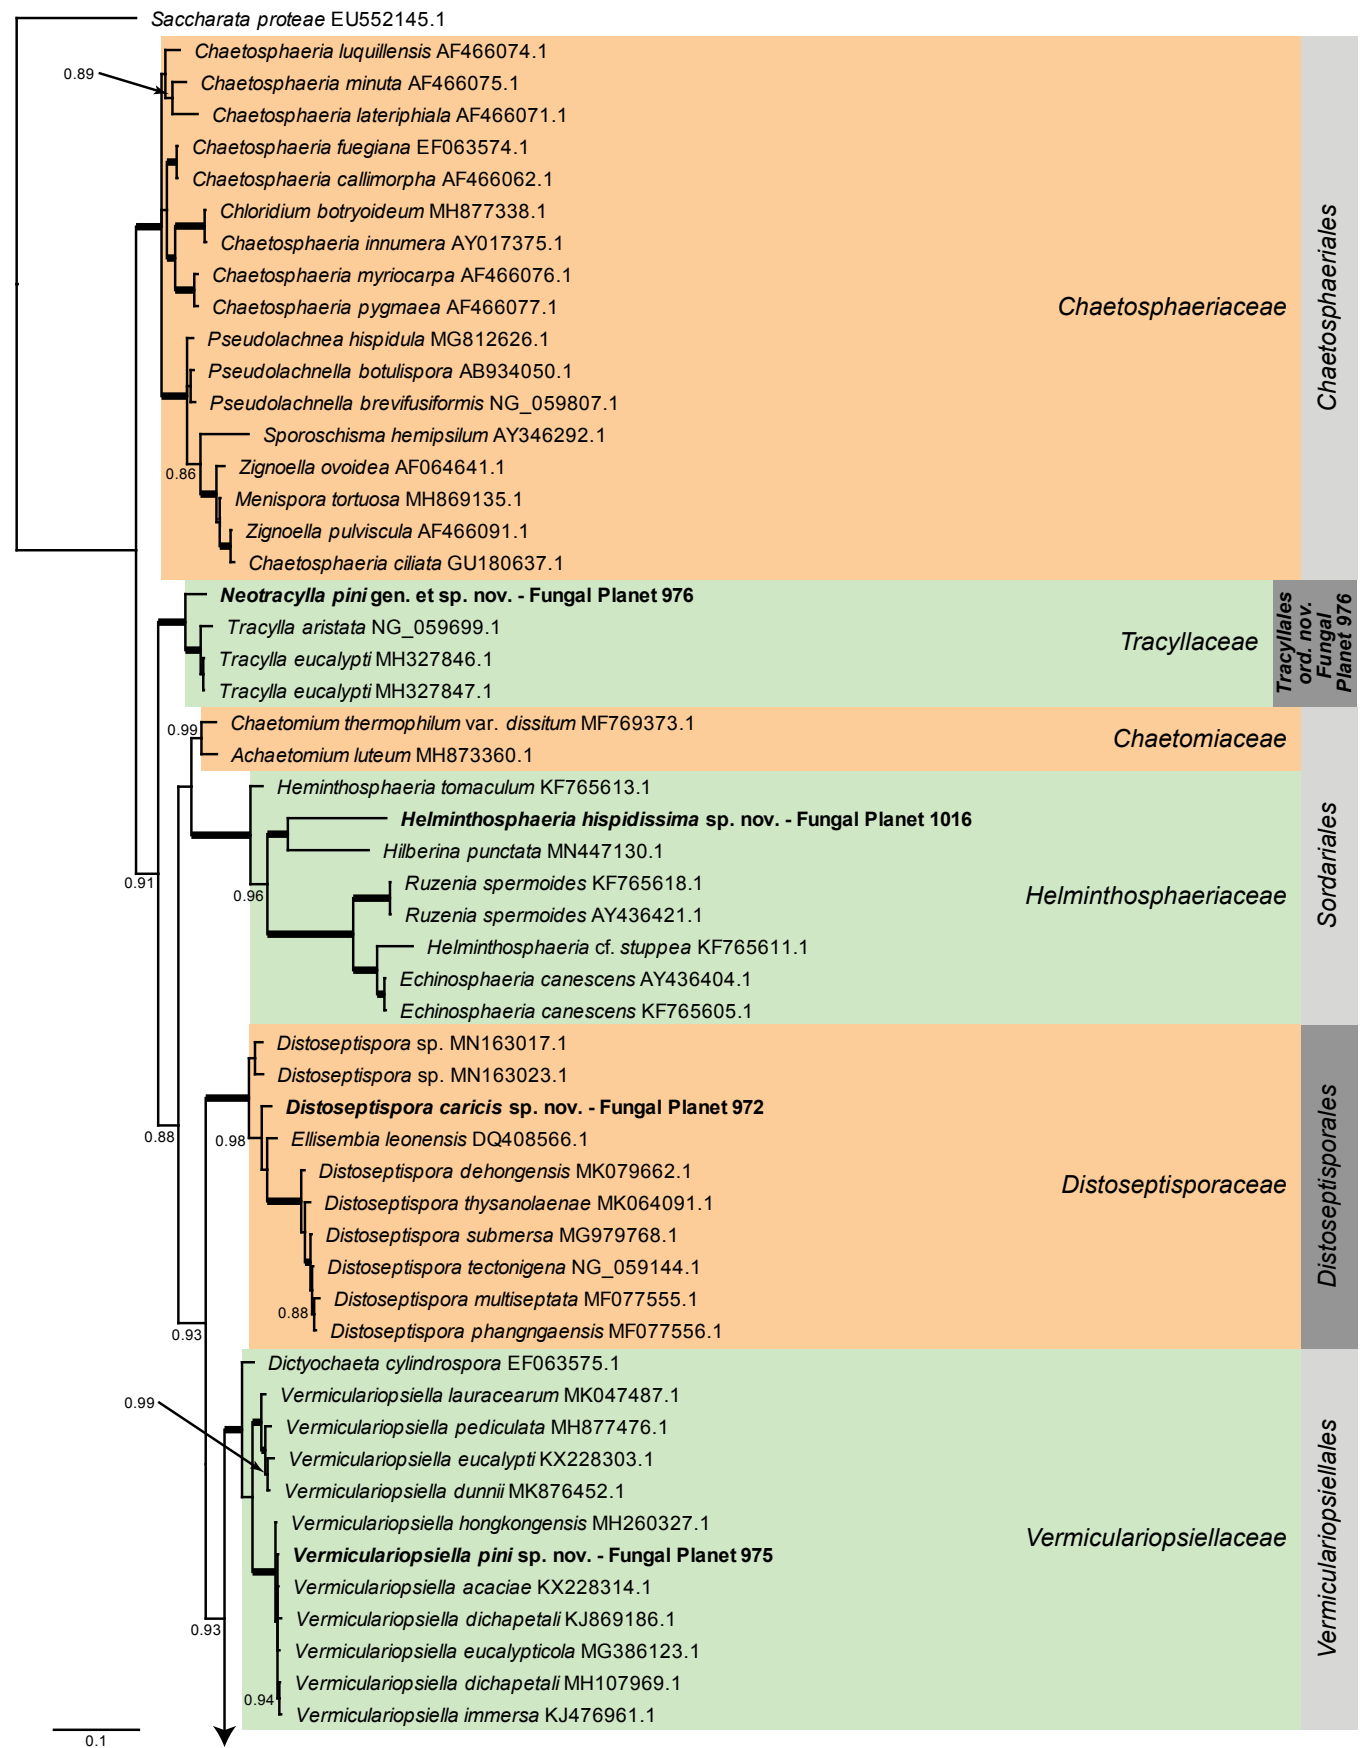 Saccharata proteae EU552145.1
Chaetosphaeria luquillensis AF466074.1
0.89
Chaetosphaeria minuta AF466075.1
Chaetosphaeria lateriphiala AF466071.1
Chaetosphaeria fuegiana EF063574.1
Chaetosphaeria callimorpha AF466062.1
Chloridium botryoideum MH877338.1
Chaetosphaeria innumera AY017375.1
Chaetosphaeria myriocarpa AF466076.1
Chaetosphaeria pygmaea AF466077.1
Chaetosphaeriaceae
Chaetosphaeriales
Pseudolachnea hispidula MG812626.1
Pseudolachnella botulispora AB934050.1
Pseudolachnella brevifusiformis NG_059807.1
Sporoschisma hemipsilum AY346292.1
0.86
Zignoella ovoidea AF064641.1
Menispora tortuosa MH869135.1
Zignoella pulviscula AF466091.1
Chaetosphaeria ciliata GU180637.1
Neotracylla pini gen. et sp. nov. - Fungal Planet 976
Tracylla aristata NG_059699.1
Tracyllaceae
Tracyllales
ord. nov.
Fungal
Planet 976
Tracylla eucalypti MH327846.1
Tracylla eucalypti MH327847.1
0.99
Chaetomium thermophilum var. dissitum MF769373.1
Achaetomium luteum MH873360.1
Chaetomiaceae
Heminthosphaeria tomaculum KF765613.1
Helminthosphaeria hispidissima sp. nov. - Fungal Planet 1016
Hilberina punctata MN447130.1
0.91
0.96
Ruzenia spermoides KF765618.1
Ruzenia spermoides AY436421.1
Helminthosphaeriaceae
Sordariales
Helminthosphaeria cf. stuppea KF765611.1
Echinosphaeria canescens AY436404.1
Echinosphaeria canescens KF765605.1
Distoseptispora sp. MN163017.1
Distoseptispora sp. MN163023.1
Distoseptispora caricis sp. nov. - Fungal Planet 972
0.88
0.98
Ellisembia leonensis DQ408566.1
Distoseptispora dehongensis MK079662.1
Distoseptisporaceae
Distoseptisporales
Distoseptispora thysanolaenae MK064091.1
Distoseptispora submersa MG979768.1
Distoseptispora tectonigena NG_059144.1
Distoseptispora multiseptata MF077555.1
0.88
Distoseptispora phangngaensis MF077556.1
0.93
Dictyochaeta cylindrospora EF063575.1
Vermiculariopsiella lauracearum MK047487.1
0.99
Vermiculariopsiella pediculata MH877476.1
Vermiculariopsiella eucalypti KX228303.1
Vermiculariopsiella dunnii MK876452.1
Vermiculariopsiella hongkongensis MH260327.1
Vermiculariopsiellaceae
Vermiculariopsiellales
Vermiculariopsiella pini sp. nov. - Fungal Planet 975
Vermiculariopsiella acaciae KX228314.1
Vermiculariopsiella dichapetali KJ869186.1
0.93
Vermiculariopsiella eucalypticola MG386123.1
Vermiculariopsiella dichapetali MH107969.1
0.94
Vermiculariopsiella immersa KJ476961.1
0.1